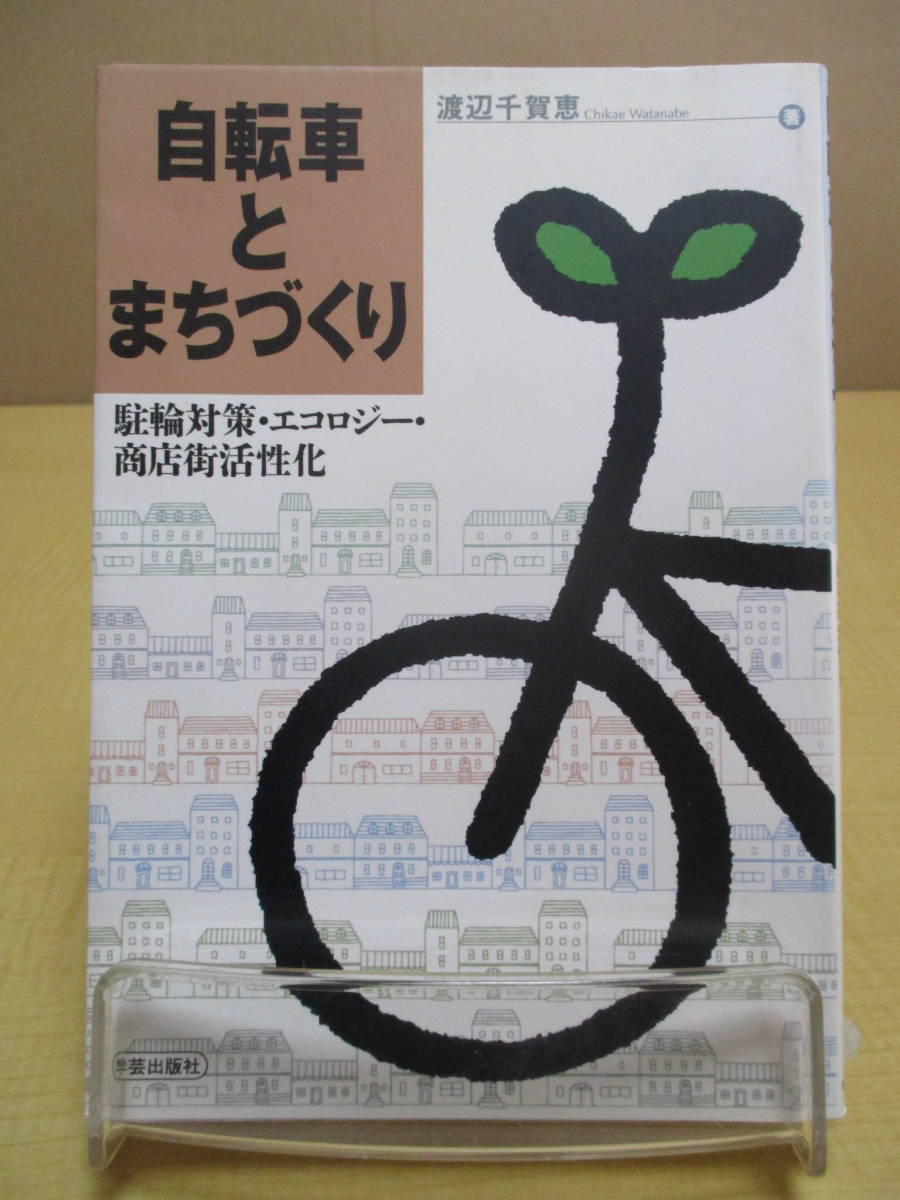 自転車
と
まちづくり
渡辺千賀恵 Chikae Watanabe 著
駐輪対策・エコロジー・
商店街活性化
学芸出版社